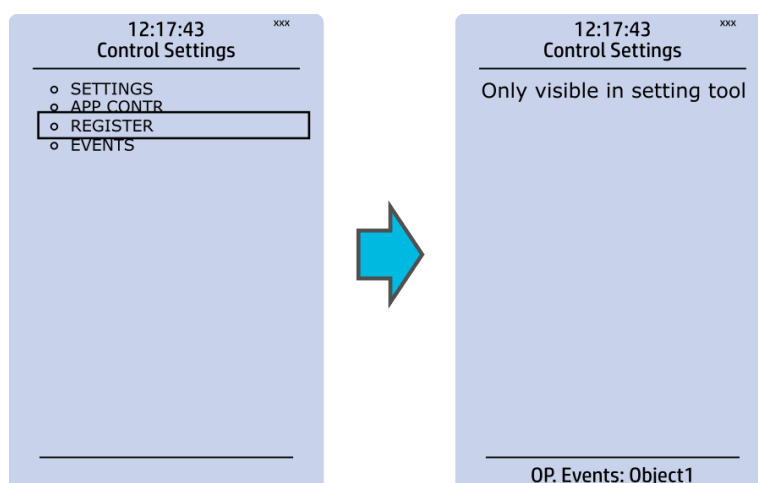 12:17:43
xxx
Control Settings
SETTINGS
APP CONTR
REGISTER
EVENTS
12:17:43
xxx
Control Settings
Only visible in setting tool
OP. Events: Object1